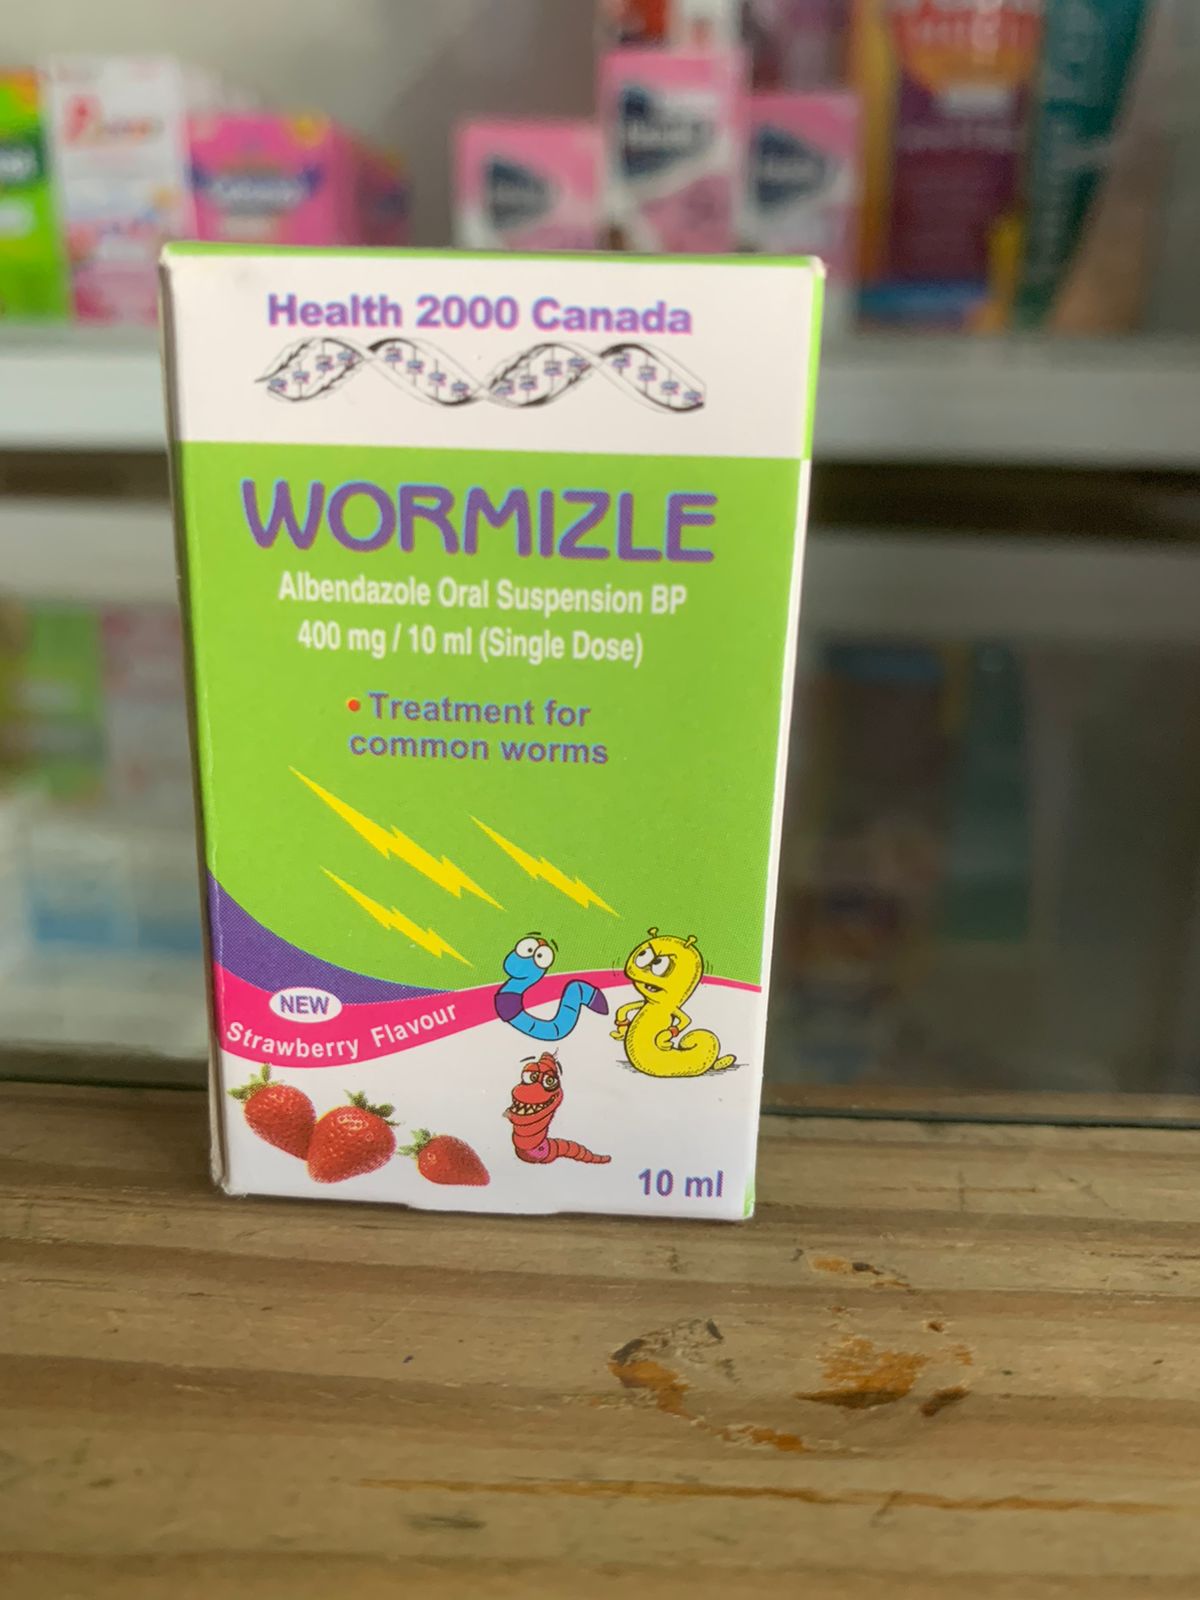 Health 2000 Canada
WORMIZLE
Albendazole Oral Suspension BP
400 mg / 10 ml (Single Dose)
• Treatment for
common worms
NEW
Strawberry Flavour
10 ml